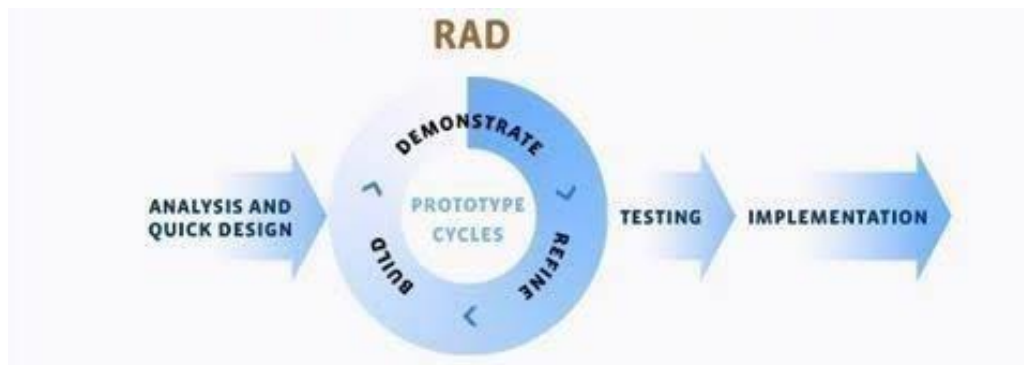 RAD
ANALYSIS AND
QUICK DESIGN
DEMONSTRATE
REFINE
BUILD
PROTOTYPE
CYCLES
TESTING
IMPLEMENTATION